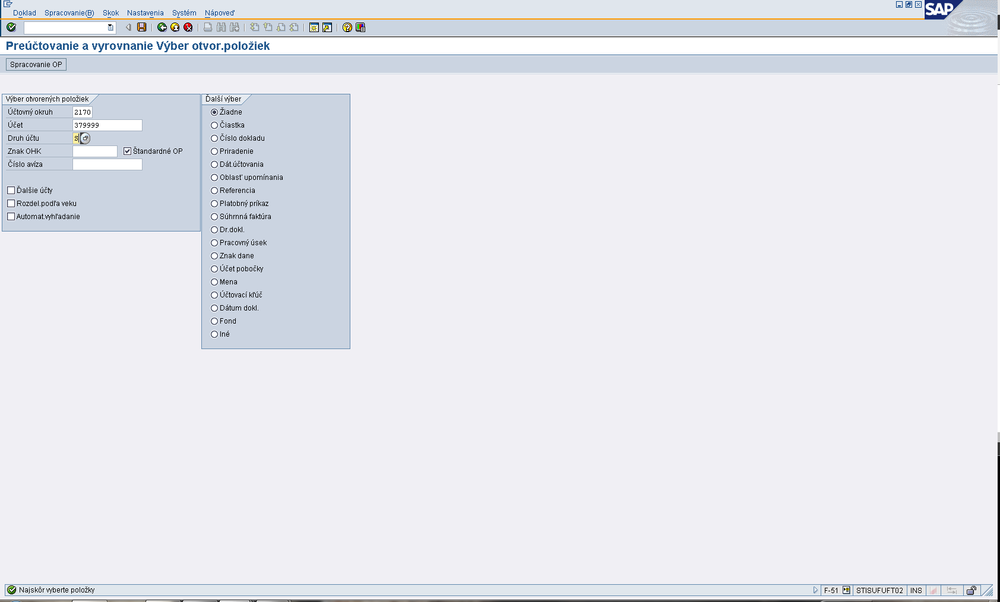 Doklad Spracovanie(B) Skok Nastavenia Systém Nápoveď
SAP
Preúčtovanie a vyrovnanie Výber otvor.položiek
Spracovanie OP
Výber otvorených položiek
Účtovný okruh 2170
Účet 379999
Druh účtu S
Znak OHK Štandardné OP
Číslo avíza
Ďalšie účty
Rozdel.podľa veku
Automat.vyhľadanie
Ďalší výber
Žiadne
Čiastka
Číslo dokladu
Priradenie
Dát.účtovania
Oblasť upomínania
Referencia
Platobný príkaz
Súhrnná faktúra
Dr.dokl.
Pracovný úsek
Znak dane
Účet pobočky
Mena
Účtovací kľúč
Dátum dokl.
Fond
Iné
Najskôr vyberte položky
F-51 STISUFUFT02 INS